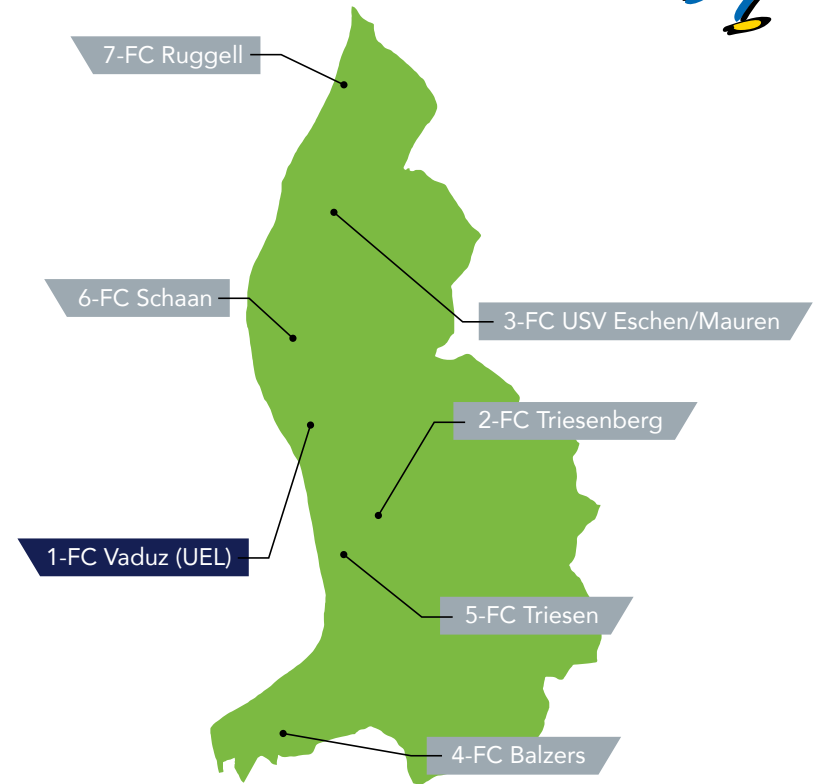 7-FC Ruggell
6-FC Schaan
3-FC USV Eschen/Mauren
2-FC Triesenberg
1-FC Vaduz (UEL)
5-FC Triesen
4-FC Balzers